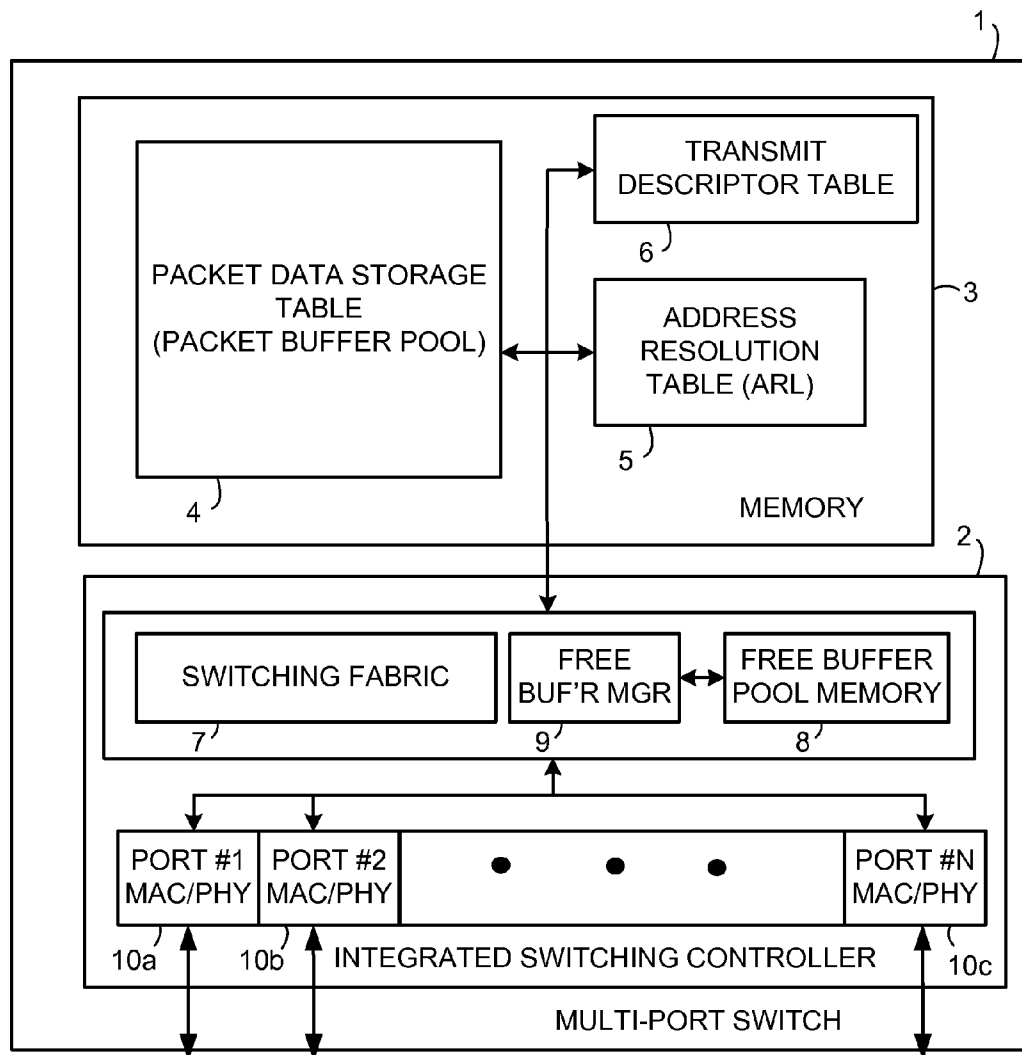 1
TRANSMIT
DESCRIPTOR TABLE
6
PACKET DATA STORAGE
TABLE
(PACKET BUFFER POOL)
4
3
ADDRESS
RESOLUTION
TABLE (ARL)
5
MEMORY
2
SWITCHING FABRIC
7
FREE
BUF'R MGR
9
FREE BUFFER
POOL MEMORY
8
PORT #1
MAC/PHY
PORT #2
MAC/PHY
PORT #N
MAC/PHY
10a
10b
INTEGRATED SWITCHING CONTROLLER
10c
MULTI-PORT SWITCH